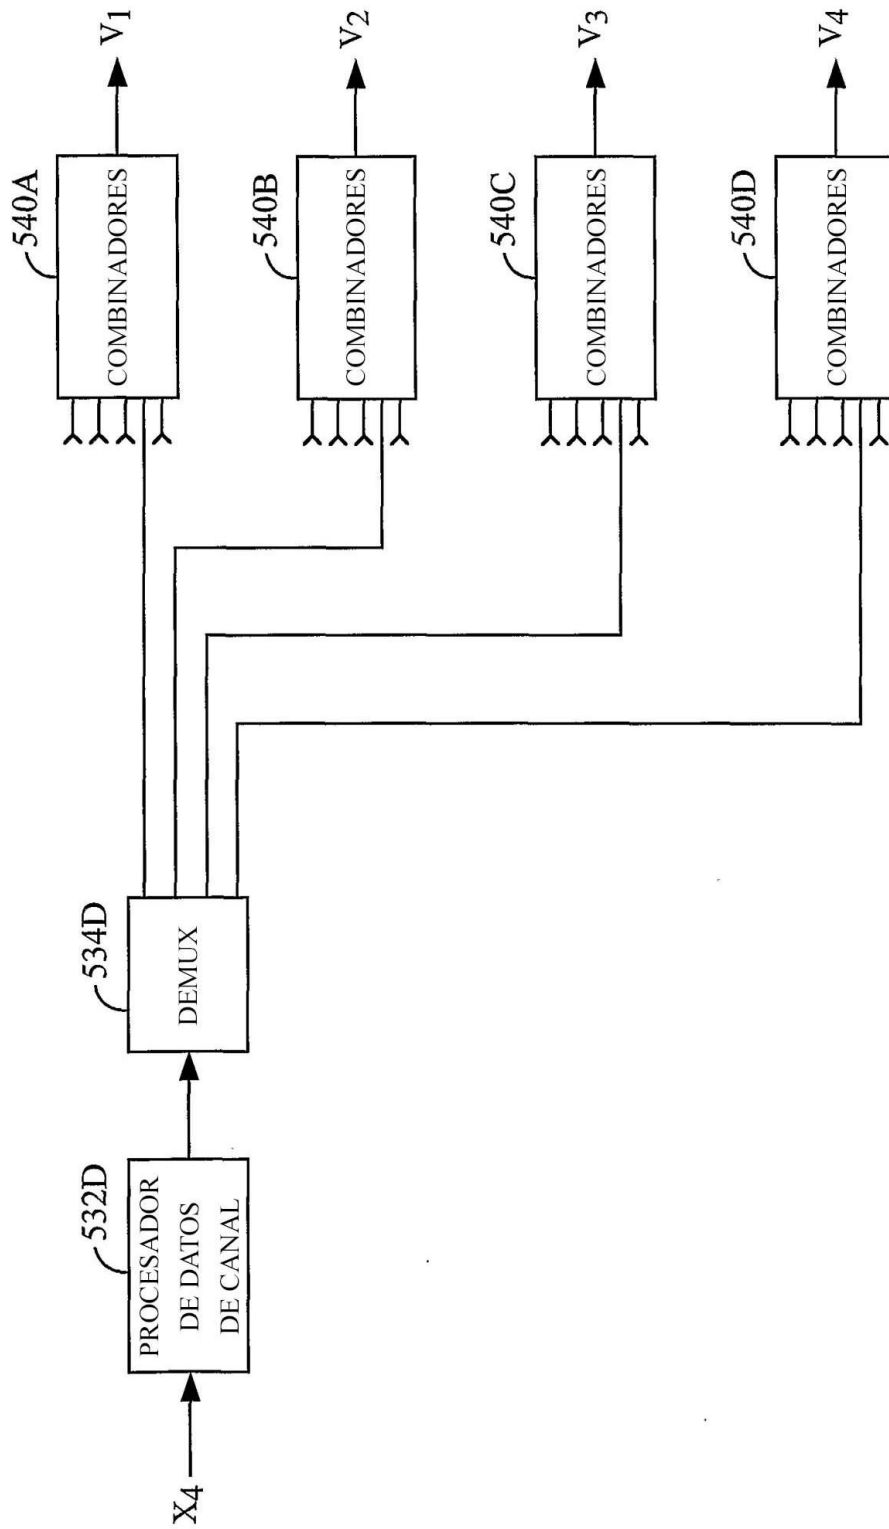 X4
532D
PROCESADOR
DE DATOS
DE CANAL
534D
DEMUX
540A
COMBINADORES
V1
540B
COMBINADORES
V2
540C
COMBINADORES
V3
540D
COMBINADORES
V4